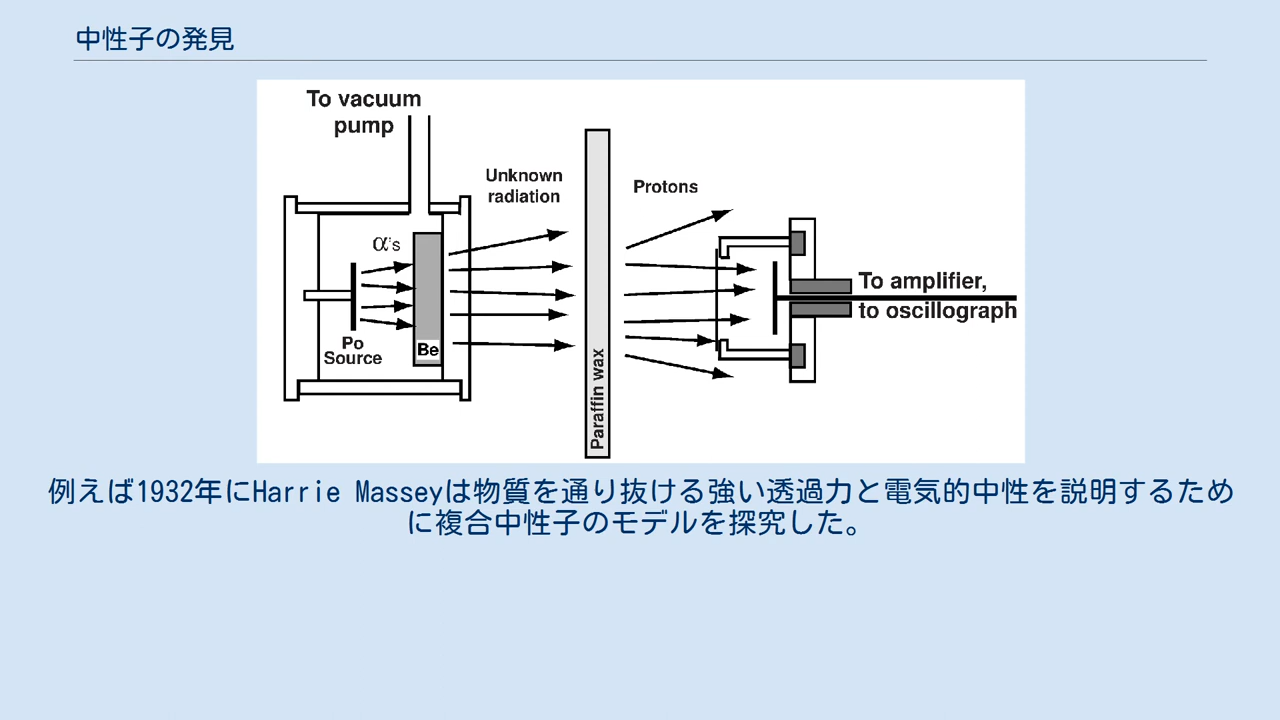 中性子の発見
To vacuum
pump
Unknown
radiation
Protons
α's
To amplifier,
to oscillograph
Po
Source
Be
Paraffin wax
例えば1932年にHarrie Masseyは物質を通り抜ける強い透過力と電気的中性を説明するため
に複合中性子のモデルを探究した。